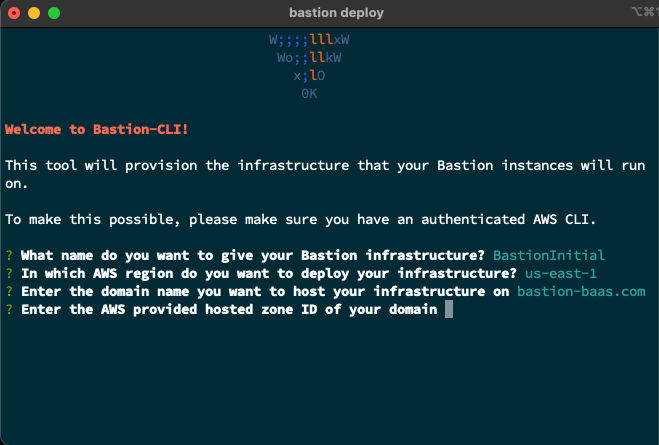 bastion deploy
W;;;;lllxW
Wo;;llkW
x;lO
0K
Welcome to Bastion-CLI!
This tool will provision the infrastructure that your Bastion instances will run
on.
To make this possible, please make sure you have an authenticated AWS CLI.
? What name do you want to give your Bastion infrastructure? BastionInitial
? In which AWS region do you want to deploy your infrastructure? us-east-1
? Enter the domain name you want to host your infrastructure on bastion-baas.com
? Enter the AWS provided hosted zone ID of your domain